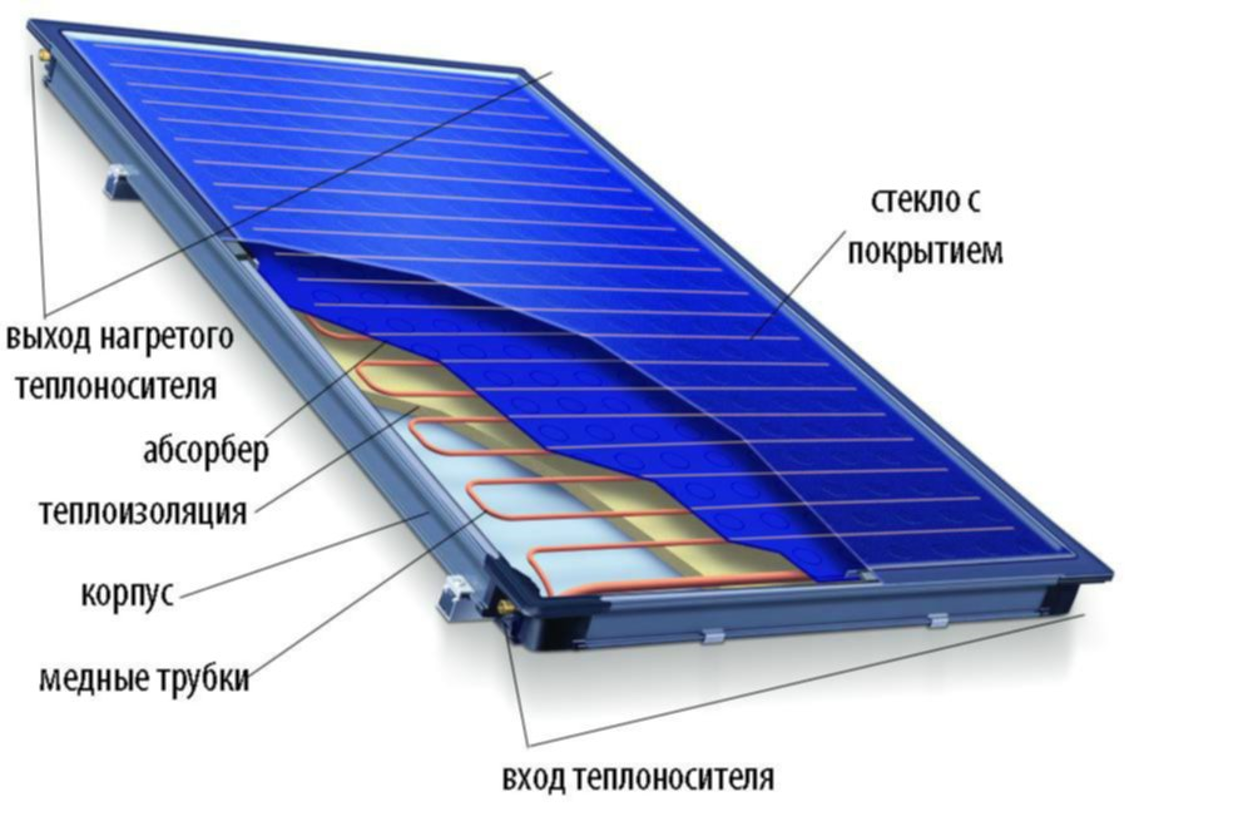 стекло с
покрытием
выход нагретого
теплоносителя
абсорбер
теплоизоляция
корпус
медные трубки
вход теплоносителя